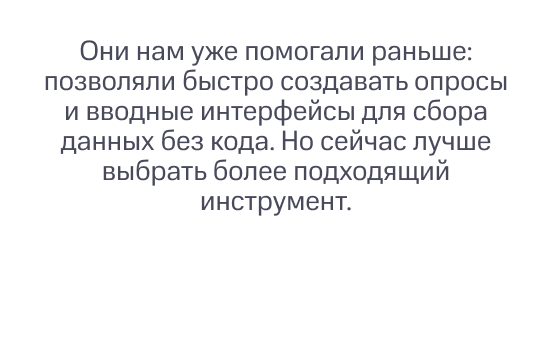 Они нам уже помогали раньше:
позволяли быстро создавать опросы
и вводные интерфейсы для сбора
данных без кода. Но сейчас лучше
выбрать более подходящий
инструмент.